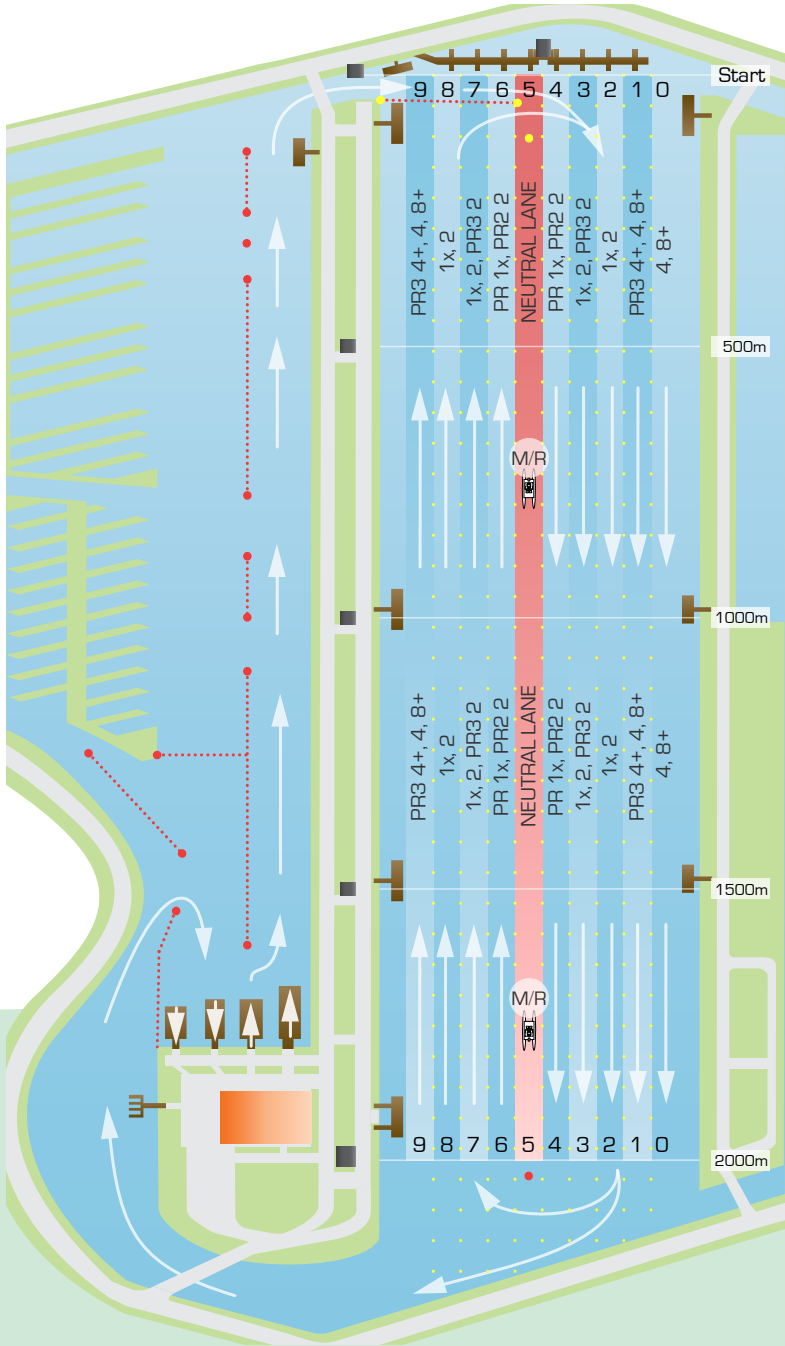 Start
9 8 7 6 5 4 3 2 1 0
PR3 4+, 4, 8+
1x, 2
1x, 2, PR3 2
PR 1x, PR2 2
NEUTRAL LANE
PR 1x, PR2 2
1x, 2, PR3 2
1x, 2
PR3 4+, 4, 8+
4, 8+
500m
M/R
1000m
PR3 4+, 4, 8+
1x, 2
1x, 2, PR3 2
PR 1x, PR2 2
NEUTRAL LANE
PR 1x, PR2 2
1x, 2, PR3 2
1x, 2
PR3 4+, 4, 8+
4, 8+
1500m
M/R
9 8 7 6 5 4 3 2 1 0
2000m